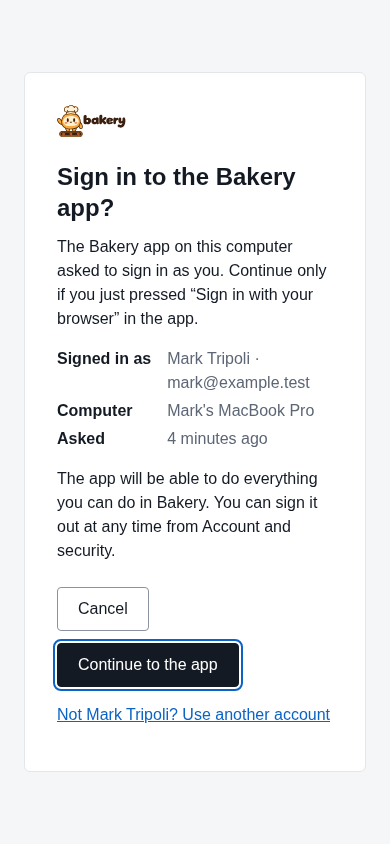 bakery
Sign in to the Bakery
app?
The Bakery app on this computer
asked to sign in as you. Continue only
if you just pressed “Sign in with your
browser” in the app.
Signed in as Mark Tripoli ·
mark@example.test
Computer Mark's MacBook Pro
Asked 4 minutes ago
The app will be able to do everything
you can do in Bakery. You can sign it
out at any time from Account and
security.
Cancel
Continue to the app
Not Mark Tripoli? Use another account